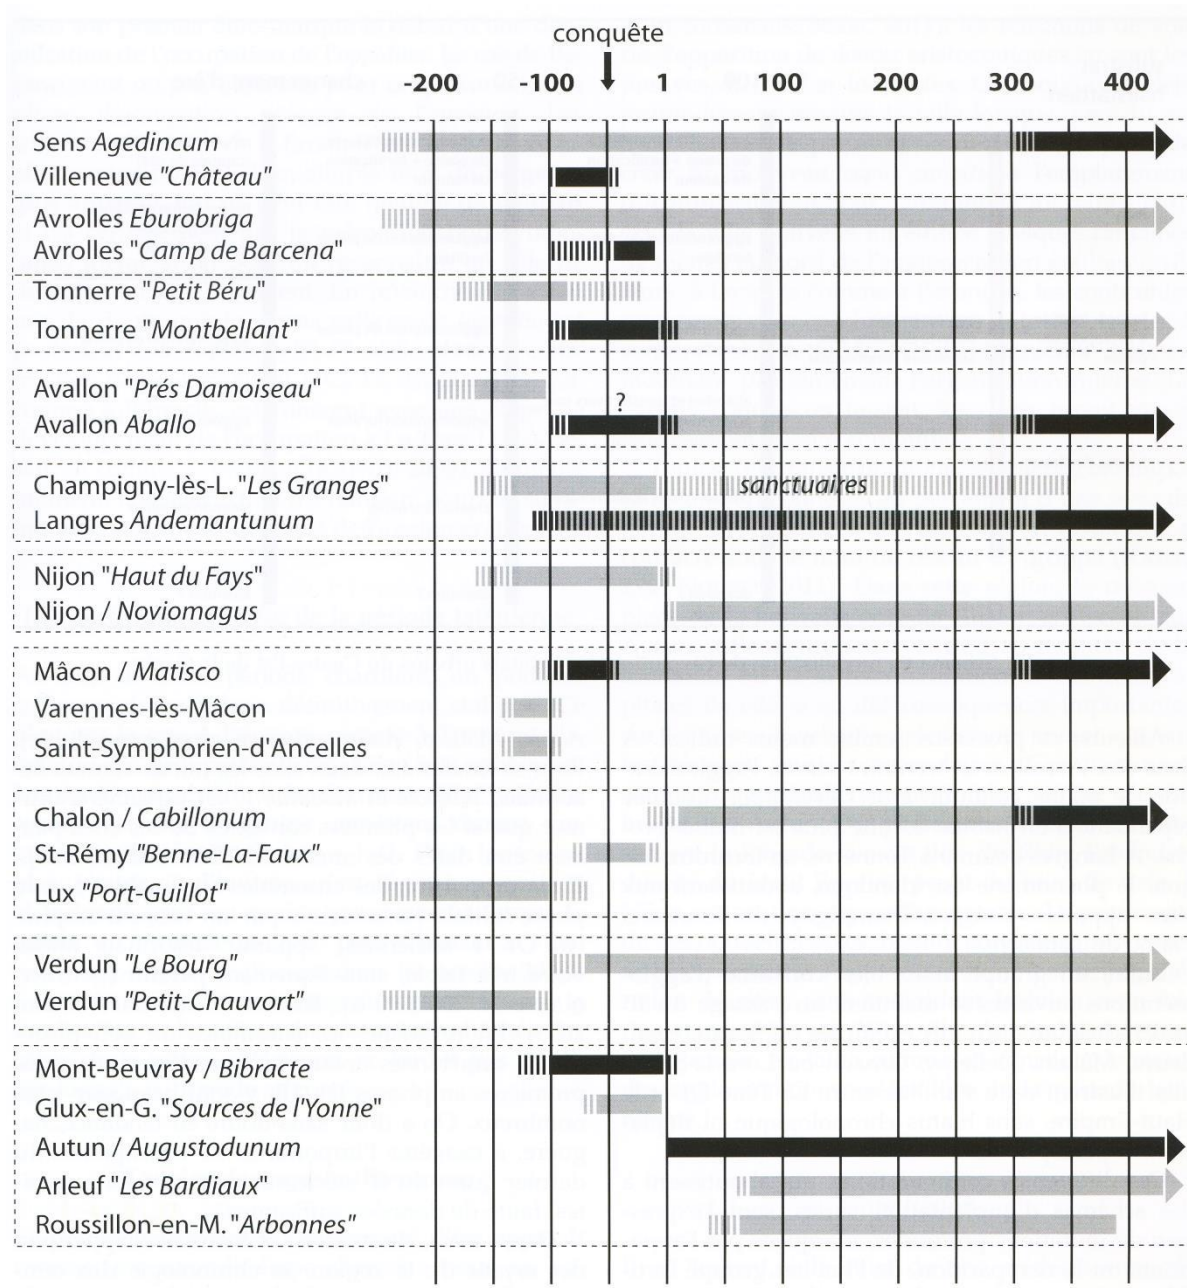 conquête
-200 -100 1 100 200 300 400
Sens Agedincum
Villeneuve "Château"
Avrolles Eburobriga
Avrolles "Camp de Barcena"
Tonnerre "Petit Béru"
Tonnerre "Montbellant"
Avallon "Prés Damoiseau"
?
Avallon Aballo
Champigny-lès-L. "Les Granges" sanctuaires
Langres Andemantunum
Nijon "Haut du Fays"
Nijon / Noviomagus
Mâcon / Matisco
Varennes-lès-Mâcon
Saint-Symphorien-d'Ancelles
Chalon / Cabillonum
St-Rémy "Benne-La-Faux"
Lux "Port-Guillot"
Verdun "Le Bourg"
Verdun "Petit-Chauvort"
Mont-Beuvray / Bibracte
Glux-en-G. "Sources de l'Yonne"
Autun / Augustodunum
Arleuf "Les Bardiaux"
Roussillon-en-M. "Arbonnes"